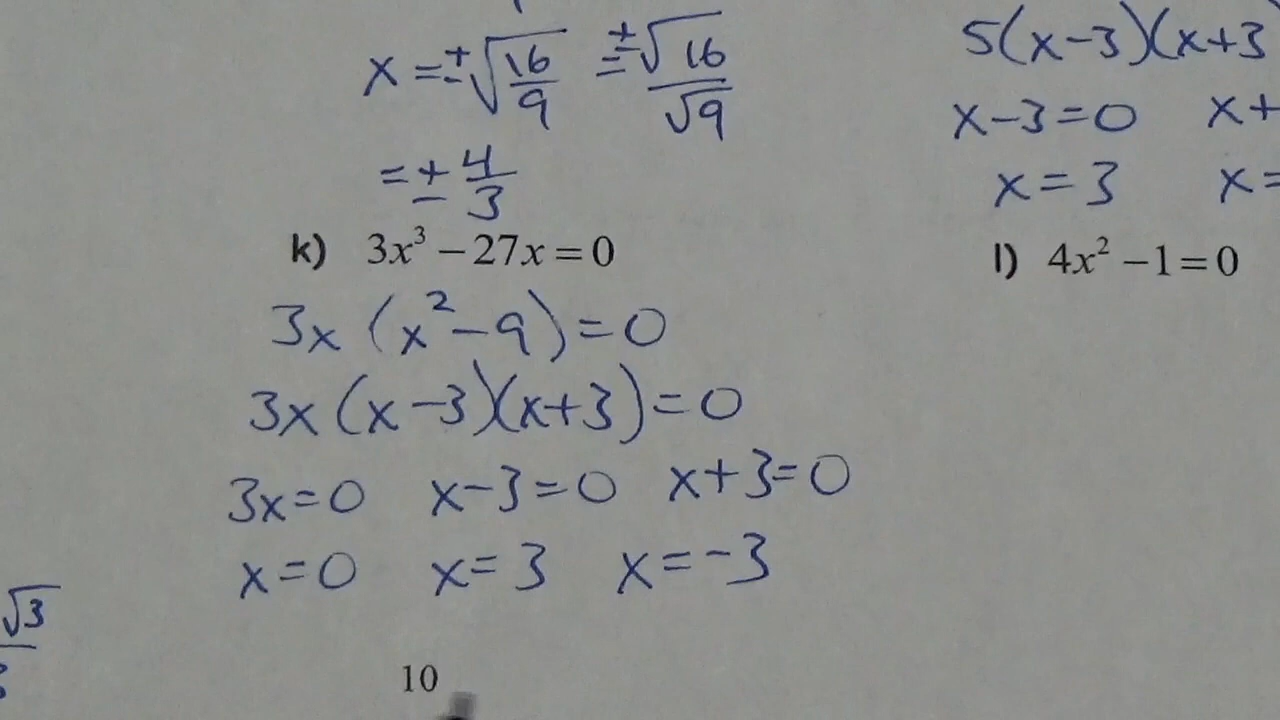 x = ±√16/9 = ±√16/√9
= ± 4/3
k) 3x³ − 27x = 0
3x (x² − 9) = 0
3x (x − 3)(x + 3) = 0
3x = 0 x − 3 = 0 x + 3 = 0
x = 0 x = 3 x = −3
5(x − 3)(x + 3
x − 3 = 0 x +
x = 3 x =
l) 4x² − 1 = 0
√3
10